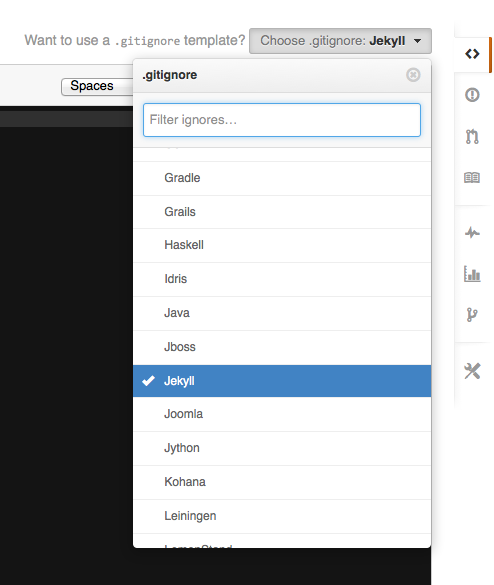 Want to use a .gitignore template? Choose .gitignore: Jekyll
Spaces
.gitignore
Filter ignores…
Gradle
Grails
Haskell
Idris
Java
Jboss
Jekyll
Joomla
Jython
Kohana
Leiningen